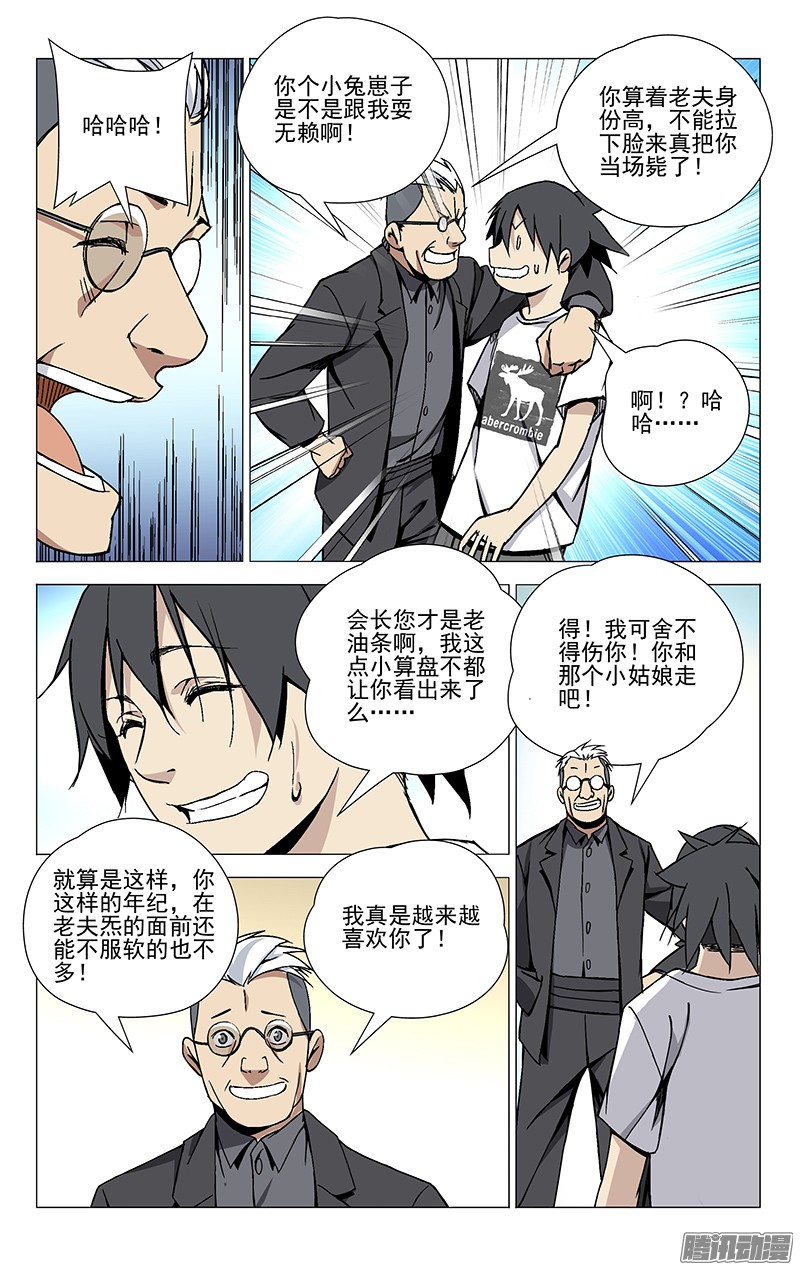 哈哈哈！
你个小兔崽子
是不是跟我耍
无赖啊！
你算着老夫身
份高，不能拉
下脸来真把你
当场毙了！
啊！？哈
哈……
abercrombie
会长您才是老
油条啊，我这
点小算盘不都
让你看出来了
么……
得！我可舍不
得伤你！你和
那个小姑娘走
吧！
就算是这样，你
这样的年纪，在
老夫炁的面前还
能不服软的也不
多！
我真是越来越
喜欢你了！
腾讯动漫